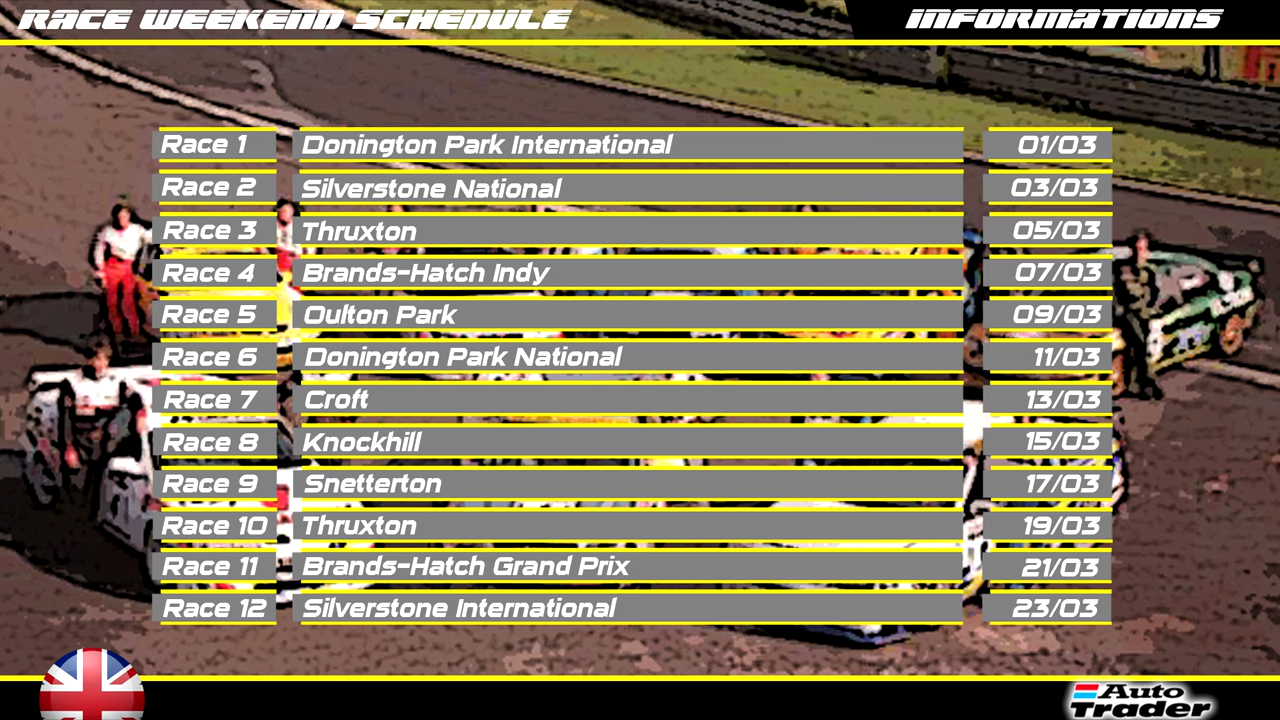 RACE WEEKEND SCHEDULE
INFORMATIONS
Race 1 Donington Park International 01/03
Race 2 Silverstone National 03/03
Race 3 Thruxton 05/03
Race 4 Brands-Hatch Indy 07/03
Race 5 Oulton Park 09/03
Race 6 Donington Park National 11/03
Race 7 Croft 13/03
Race 8 Knockhill 15/03
Race 9 Snetterton 17/03
Race 10 Thruxton 19/03
Race 11 Brands-Hatch Grand Prix 21/03
Race 12 Silverstone International 23/03
Auto
Trader